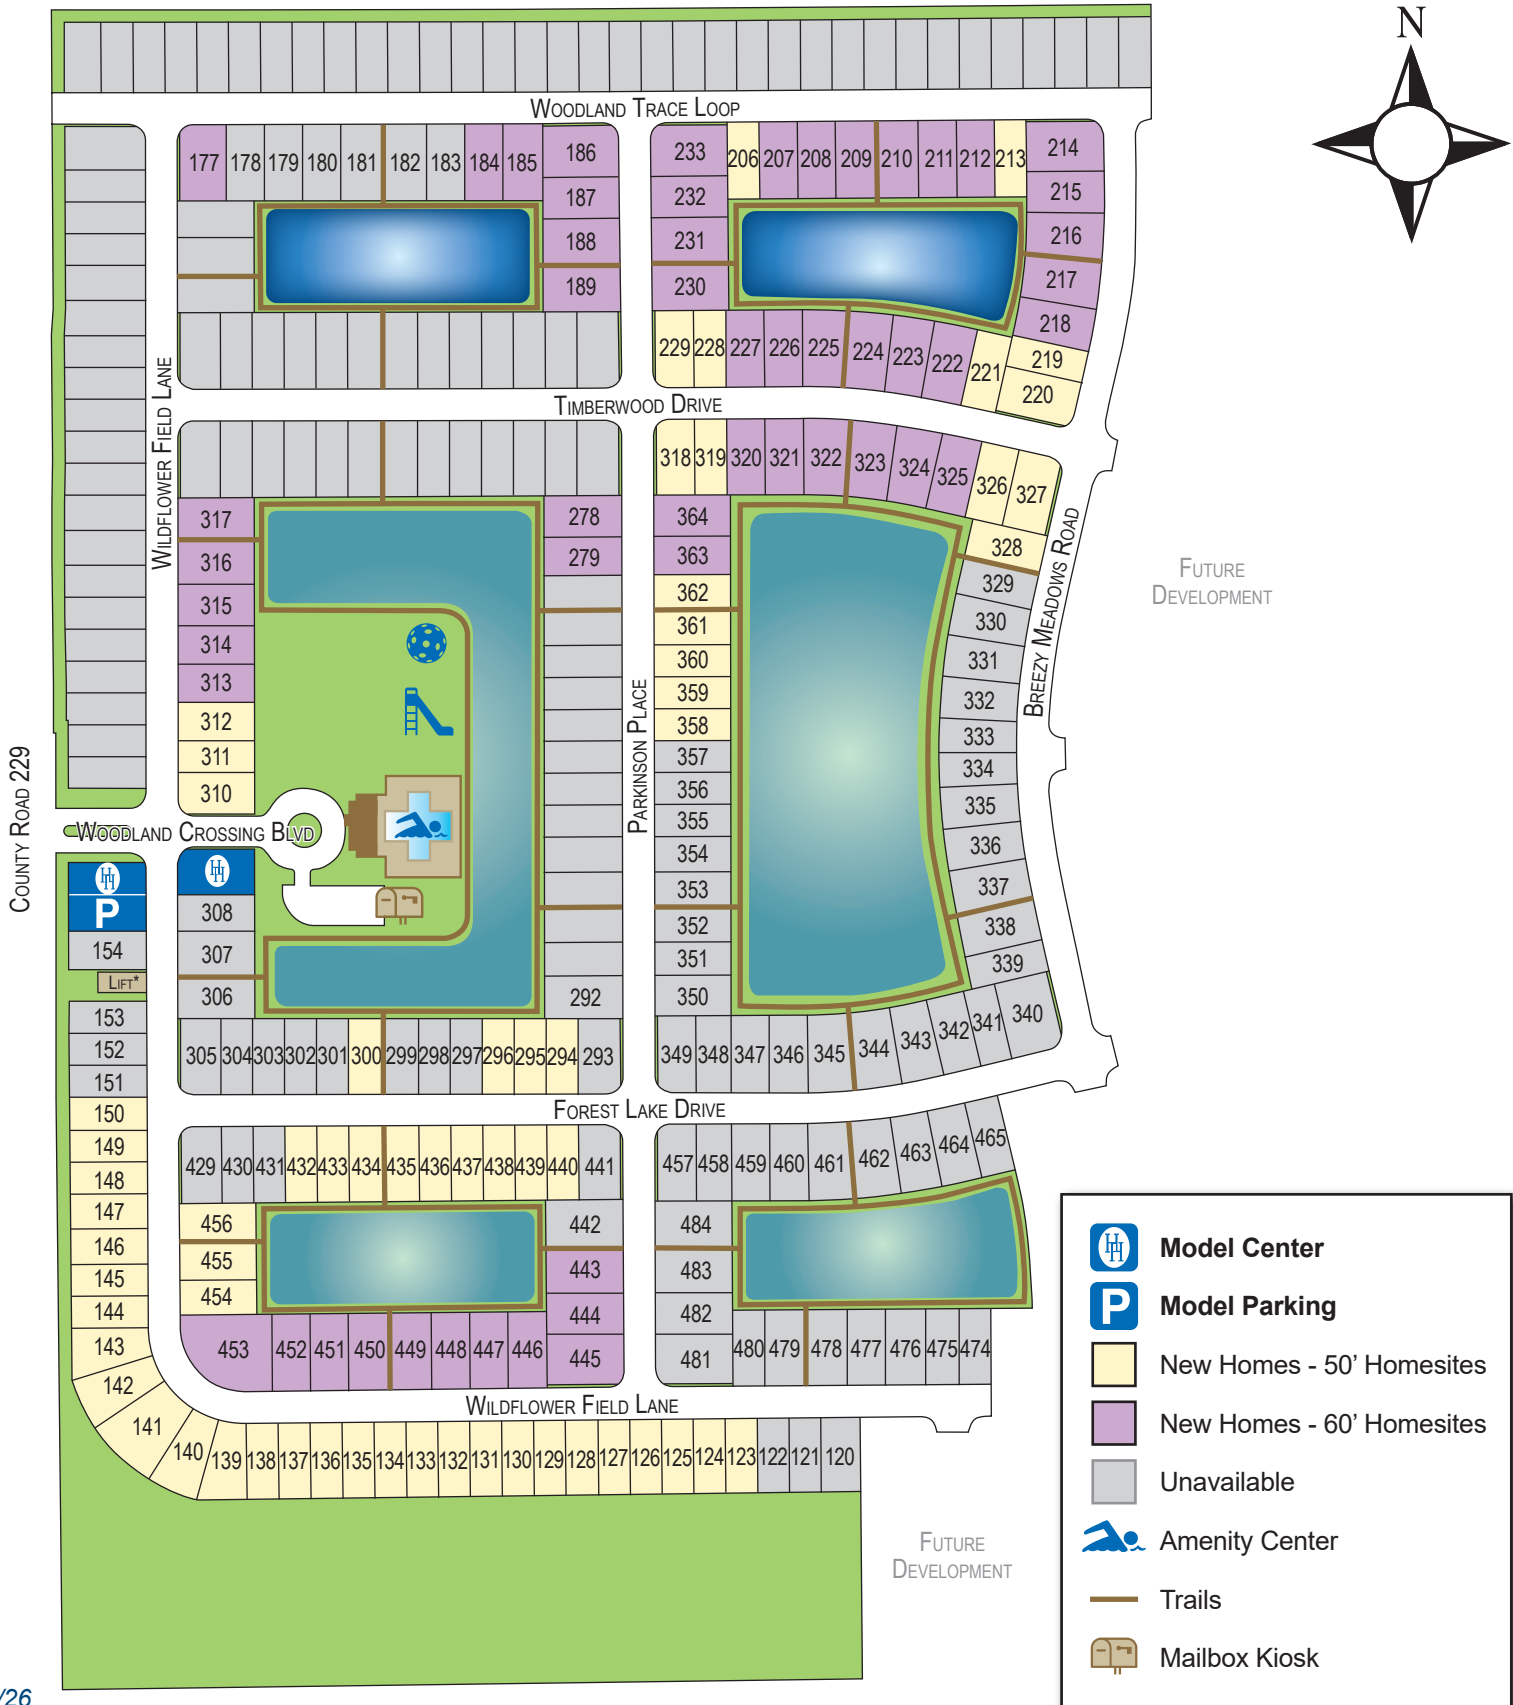 N
WOODLAND TRACE LOOP
177 178 179 180 181 182 183 184 185 186
187
188
189
233 206 207 208 209 210 211 212 213 214
232 215
231 216
230 217
218
229 228 227 226 225 224 223 222 221 219
220
WILDFLOWER FIELD LANE
TIMBERWOOD DRIVE
318 319 320 321 322 323 324 325 326 327
328
317 278
316 279
315
314
313
312
311
310
364
363
362
361
360
359
358
357
356
355
354
353
352
351
350
329
330
331
332
333
334
335
336
337
338
339
PARKINSON PLACE
BREEZY MEADOWS ROAD
FUTURE
DEVELOPMENT
COUNTY ROAD 229
WOODLAND CROSSING BLVD
HH
HH
P
154
LIFT*
153
152
151
150
149
148
147
146
145
144
143
142
141
140
308
307
306
292
305 304 303 302 301 300 299 298 297 296 295 294 293
349 348 347 346 345 344 343 342 341 340
FOREST LAKE DRIVE
429 430 431 432 433 434 435 436 437 438 439 440 441
456 442
455 443
454 444
453 452 451 450 449 448 447 446 445
457 458 459 460 461 462 463 464 465
484
483
482
481 480 479 478 477 476 475 474
WILDFLOWER FIELD LANE
139 138 137 136 135 134 133 132 131 130 129 128 127 126 125 124 123 122 121 120
FUTURE
DEVELOPMENT
HH Model Center
P Model Parking
New Homes - 50' Homesites
New Homes - 60' Homesites
Unavailable
Amenity Center
Trails
Mailbox Kiosk
/26